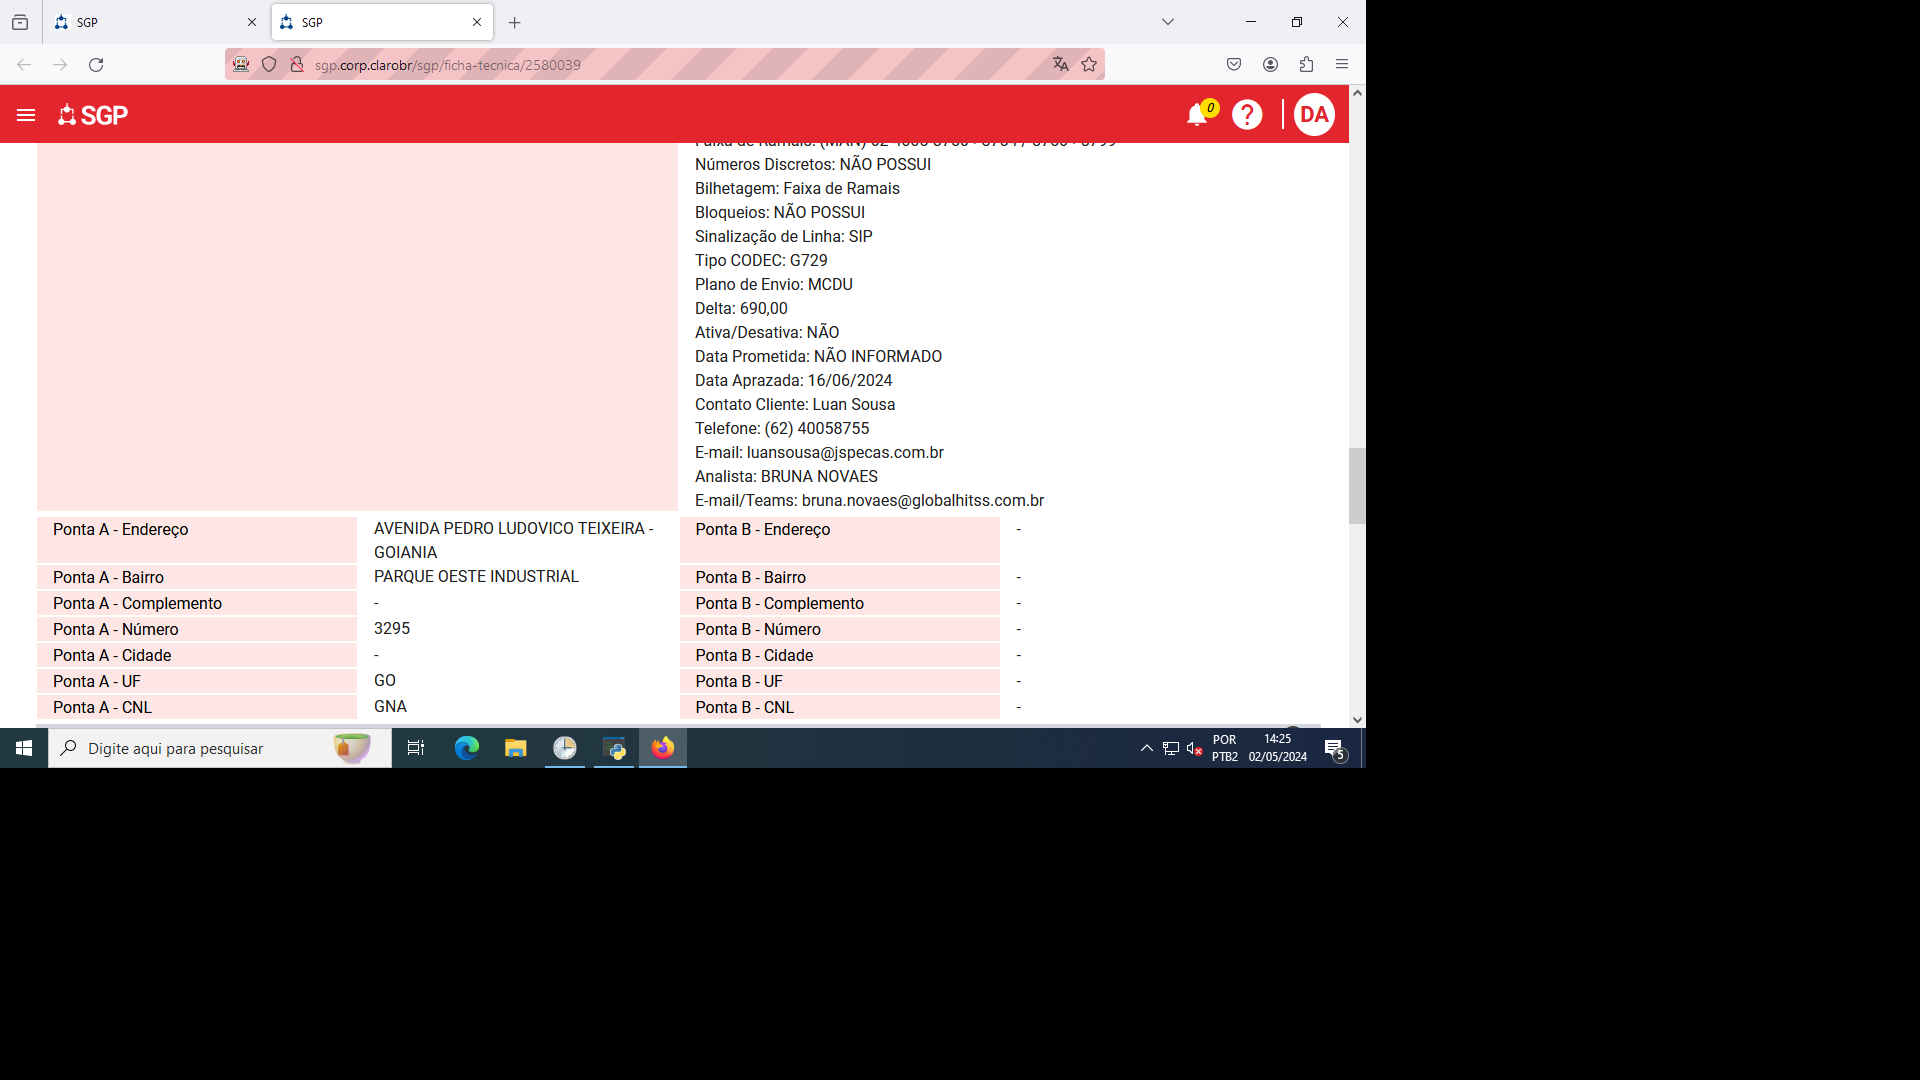 SGP
SGP
sgp.corp.clarobr/sgp/ficha-tecnica/2580039
SGP
0
?
DA
Números Discretos: NÃO POSSUI
Bilhetagem: Faixa de Ramais
Bloqueios: NÃO POSSUI
Sinalização de Linha: SIP
Tipo CODEC: G729
Plano de Envio: MCDU
Delta: 690,00
Ativa/Desativa: NÃO
Data Prometida: NÃO INFORMADO
Data Aprazada: 16/06/2024
Contato Cliente: Luan Sousa
Telefone: (62) 40058755
E-mail: luansousa@jspecas.com.br
Analista: BRUNA NOVAES
E-mail/Teams: bruna.novaes@globalhitss.com.br
Ponta A - Endereço AVENIDA PEDRO LUDOVICO TEIXEIRA - Ponta B - Endereço -
GOIANIA
Ponta A - Bairro PARQUE OESTE INDUSTRIAL Ponta B - Bairro -
Ponta A - Complemento - Ponta B - Complemento -
Ponta A - Número 3295 Ponta B - Número -
Ponta A - Cidade - Ponta B - Cidade -
Ponta A - UF GO Ponta B - UF -
Ponta A - CNL GNA Ponta B - CNL -
Digite aqui para pesquisar
POR 14:25
PTB2 02/05/2024 5